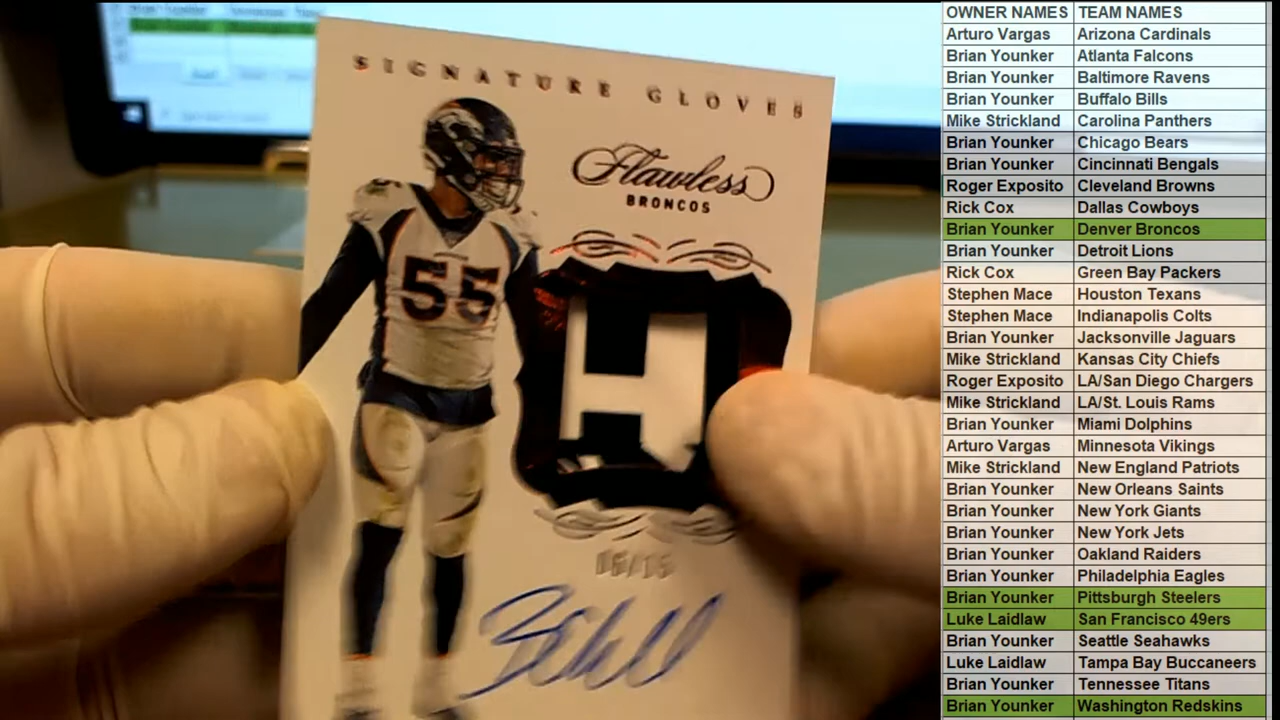 SIGNATURE GLOVES
Flawless
BRONCOS
55
H
OWNER NAMES TEAM NAMES
Arturo Vargas Arizona Cardinals
Brian Younker Atlanta Falcons
Brian Younker Baltimore Ravens
Brian Younker Buffalo Bills
Mike Strickland Carolina Panthers
Brian Younker Chicago Bears
Brian Younker Cincinnati Bengals
Roger Exposito Cleveland Browns
Rick Cox Dallas Cowboys
Brian Younker Denver Broncos
Brian Younker Detroit Lions
Rick Cox Green Bay Packers
Stephen Mace Houston Texans
Stephen Mace Indianapolis Colts
Brian Younker Jacksonville Jaguars
Mike Strickland Kansas City Chiefs
Roger Exposito LA/San Diego Chargers
Mike Strickland LA/St. Louis Rams
Brian Younker Miami Dolphins
Arturo Vargas Minnesota Vikings
Mike Strickland New England Patriots
Brian Younker New Orleans Saints
Brian Younker New York Giants
Brian Younker New York Jets
Brian Younker Oakland Raiders
Brian Younker Philadelphia Eagles
Brian Younker Pittsburgh Steelers
Luke Laidlaw San Francisco 49ers
Brian Younker Seattle Seahawks
Luke Laidlaw Tampa Bay Buccaneers
Brian Younker Tennessee Titans
Brian Younker Washington Redskins